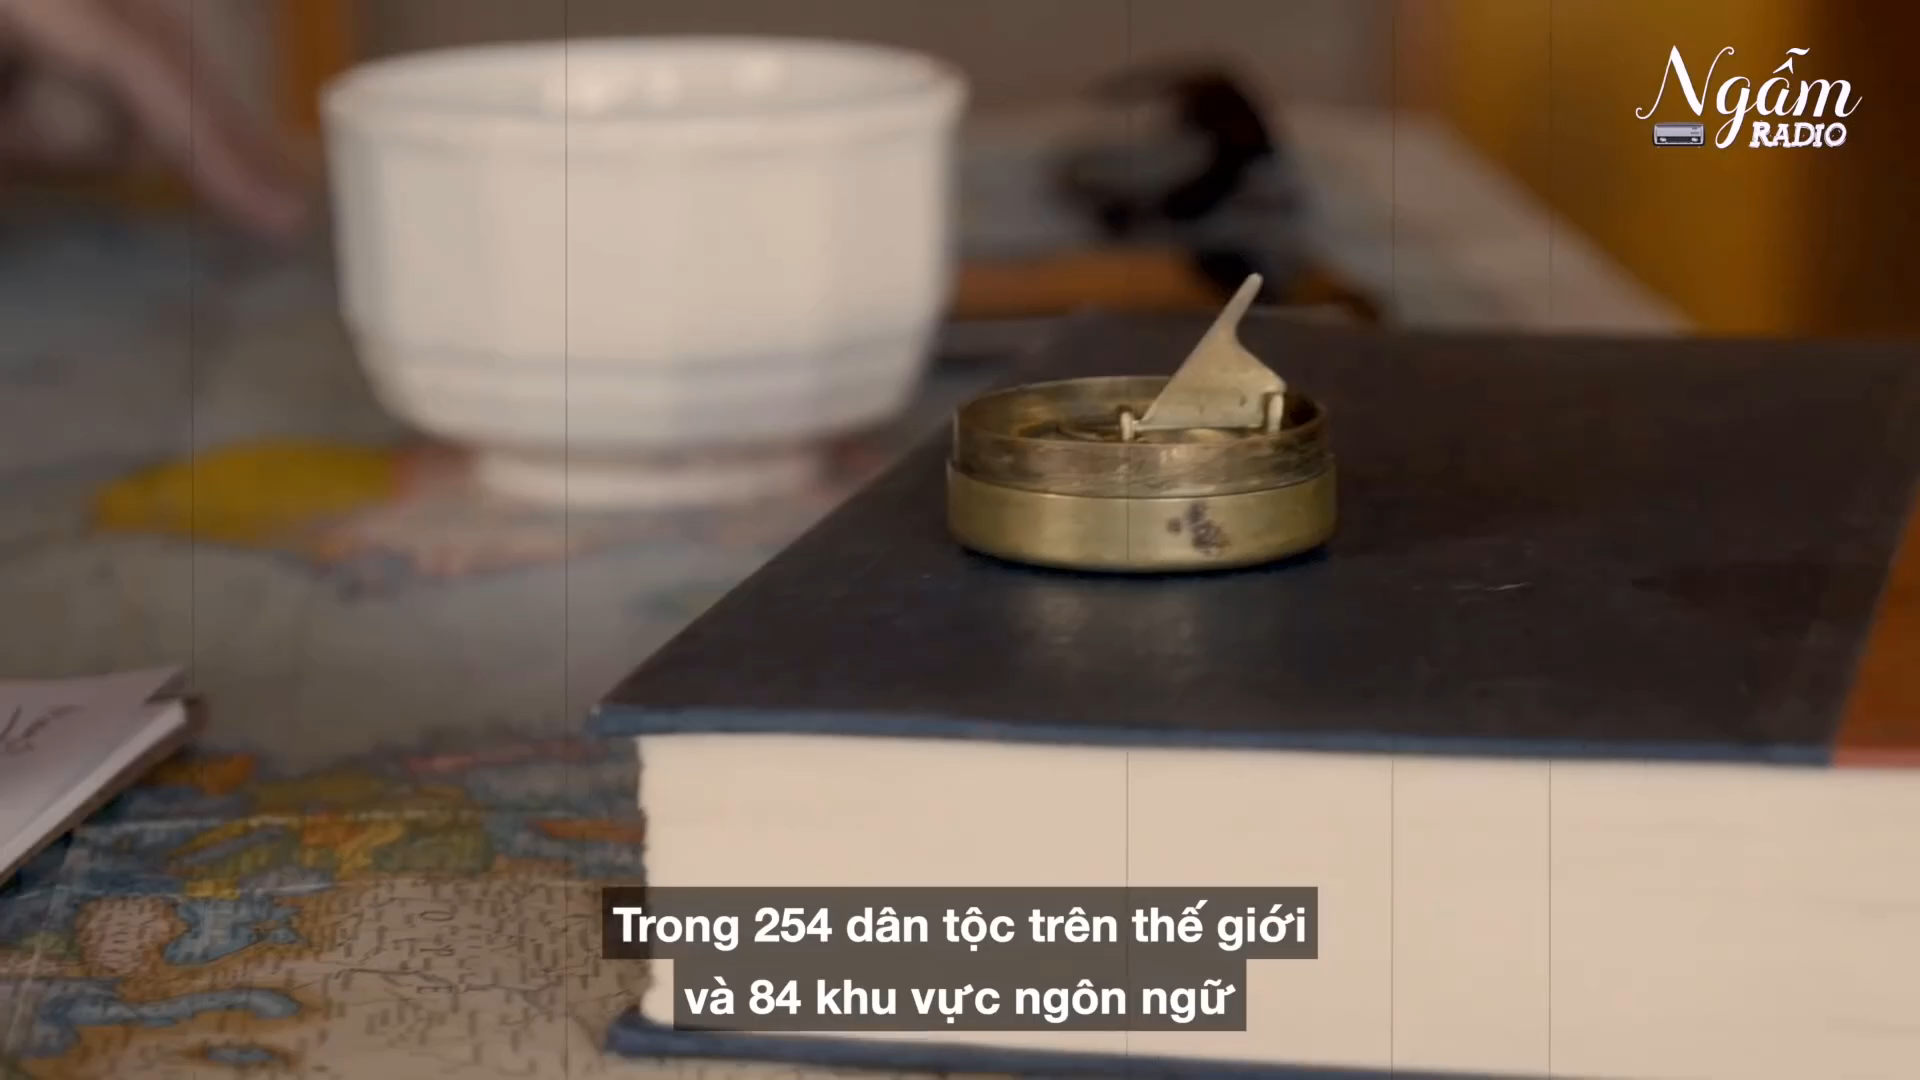 Ngẫm
RADIO
Trong 254 dân tộc trên thế giới
và 84 khu vực ngôn ngữ